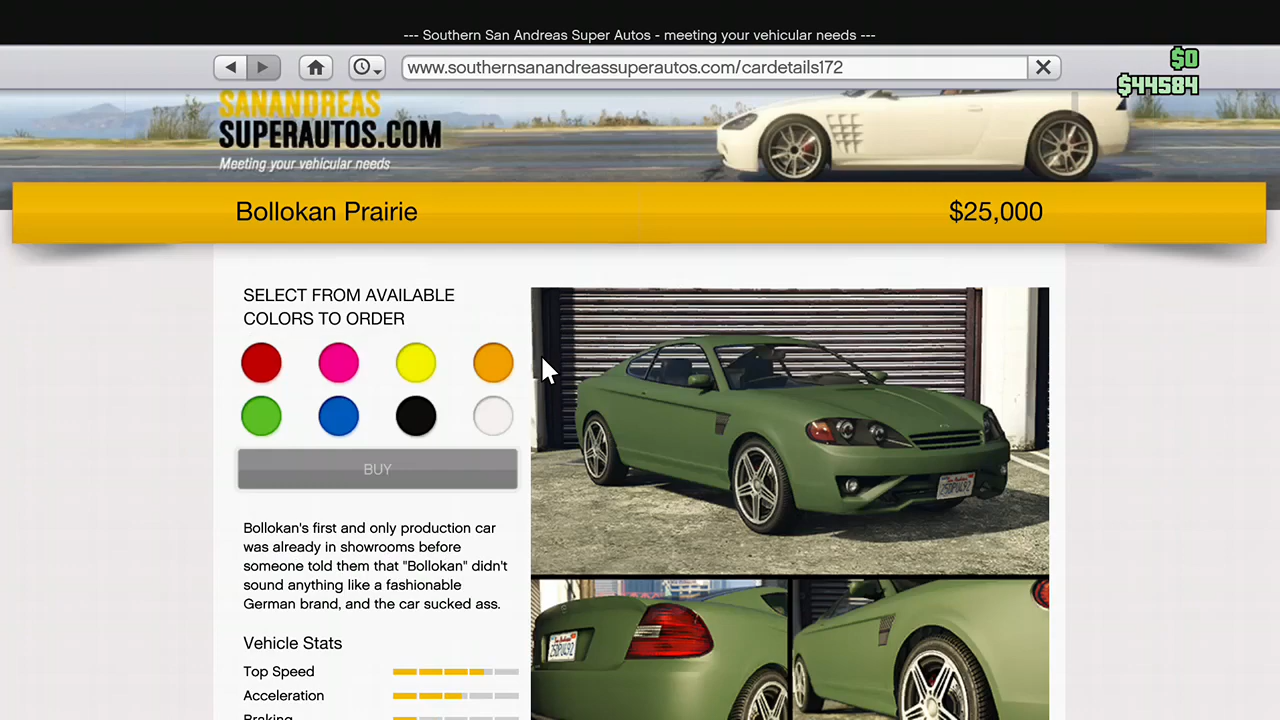 --- Southern San Andreas Super Autos - meeting your vehicular needs ---
www.southernsanandreassuperautos.com/cardetails172
$0
$44584
SANANDREAS
SUPERAUTOS.COM
Meeting your vehicular needs
Bollokan Prairie
$25,000
SELECT FROM AVAILABLE
COLORS TO ORDER
BUY
Bollokan's first and only production car
was already in showrooms before
someone told them that "Bollokan" didn't
sound anything like a fashionable
German brand, and the car sucked ass.
Vehicle Stats
Top Speed
Acceleration
Braking